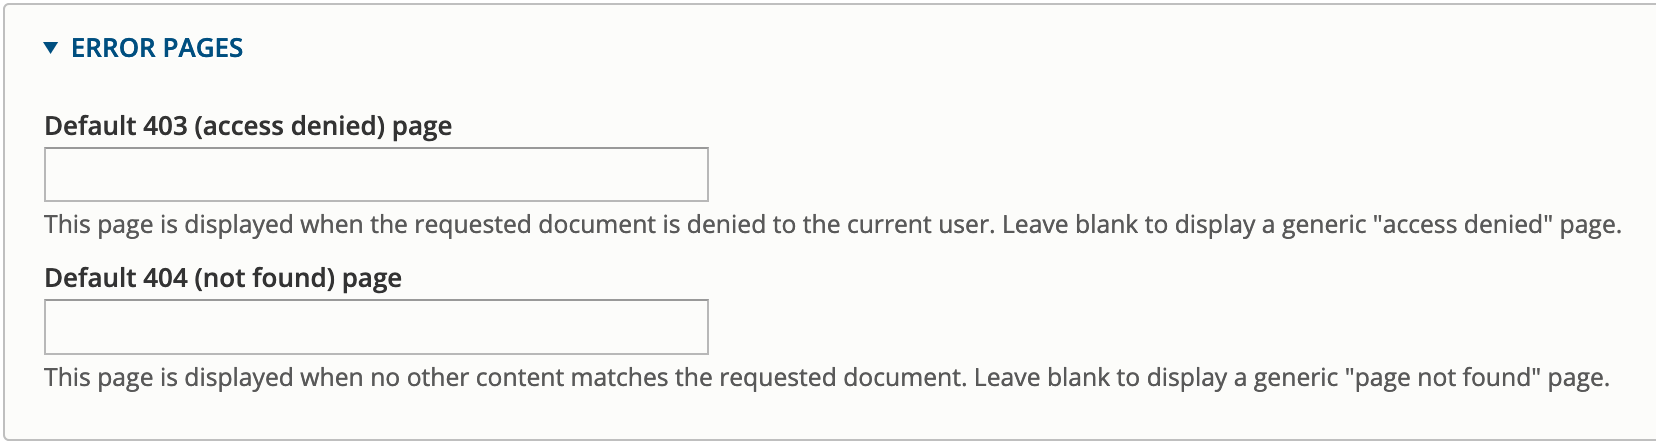 ERROR PAGES
Default 403 (access denied) page
This page is displayed when the requested document is denied to the current user. Leave blank to display a generic "access denied" page.
Default 404 (not found) page
This page is displayed when no other content matches the requested document. Leave blank to display a generic "page not found" page.